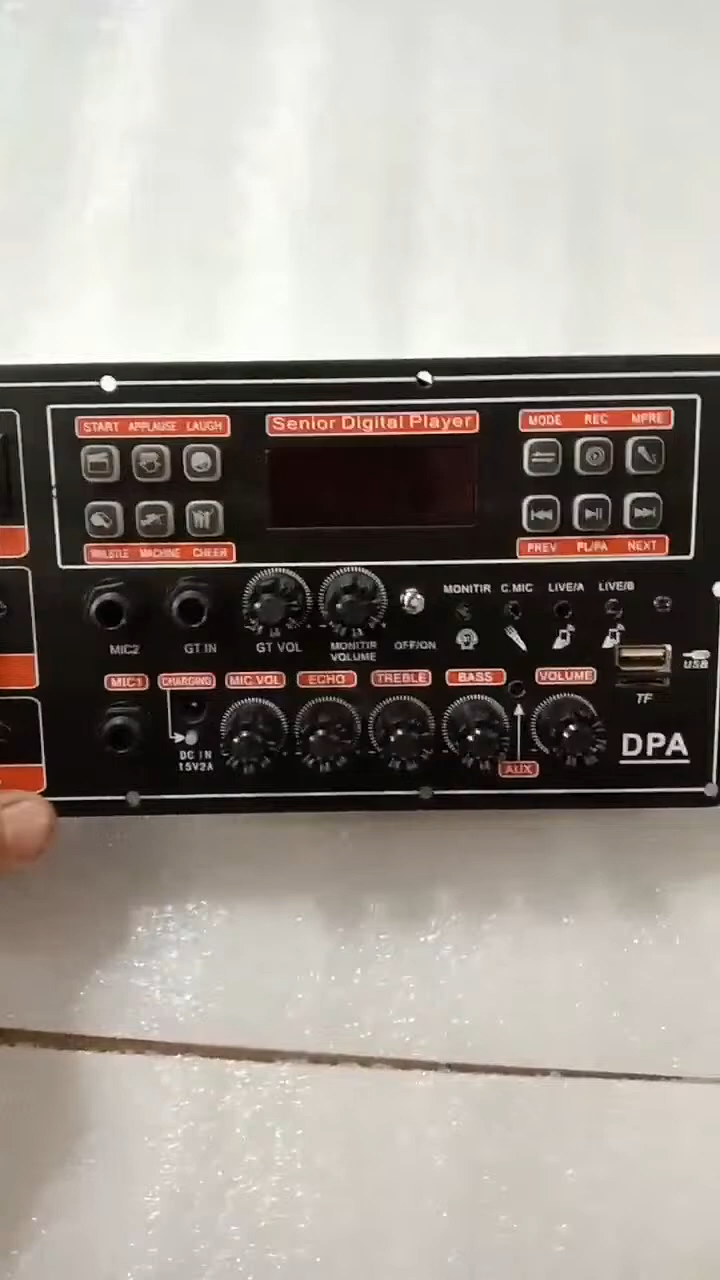 START APPLAUSE LAUGH
Senior Digital Player
MODE REC MPRE
WHLSTLE MACHINE CHEER
PREV PL/PA NEXT
MONITIR C.MIC LIVE/A LIVE/B
MIC2 GT IN GT VOL MONITIR VOLUME OFF/ON
USB
TF
MIC1 CHARGING MIC VOL ECHO TREBLE BASS VOLUME
DC IN
15V2A
AUX
DPA